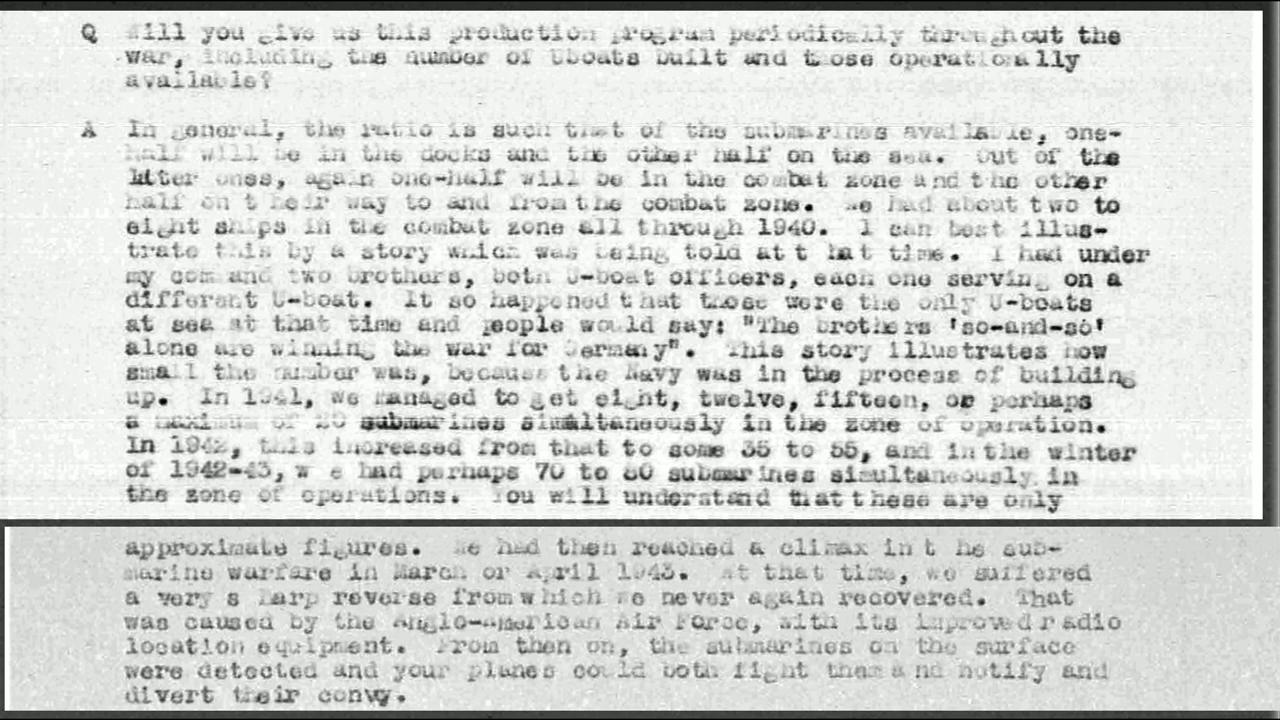 Q Will you give us this production program periodically throughout the
war, including the number of Uboats built and those operationally
available?
A In general, the ratio is such that of the submarines available, one-
half will be in the docks and the other half on the sea. Out of the
latter ones, again one-half will be in the combat zone and the other
half on their way to and from the combat zone. We had about two to
eight ships in the combat zone all through 1940. I can best illus-
trate this by a story which was being told at that time. I had under
my command two brothers, both U-boat officers, each one serving on a
different U-boat. It so happened that those were the only U-boats
at sea at that time and people would say: "The brothers 'so-and-so'
alone are winning the war for Germany". This story illustrates how
small the number was, because the Navy was in the process of building
up. In 1941, we managed to get eight, twelve, fifteen, or perhaps
a maximum of 20 submarines simultaneously in the zone of operation.
In 1942, this increased from that to some 35 to 55, and in the winter
of 1942-43, we had perhaps 70 to 80 submarines simultaneously in
the zone of operations. You will understand that these are only
approximate figures. We had then reached a climax in the sub-
marine warfare in March or April 1943. At that time, we suffered
a very sharp reverse from which we never again recovered. That
was caused by the Anglo-American Air Force, with its improved radio
location equipment. From then on, the submarines on the surface
were detected and your planes could both fight them and notify and
divert their convoy.